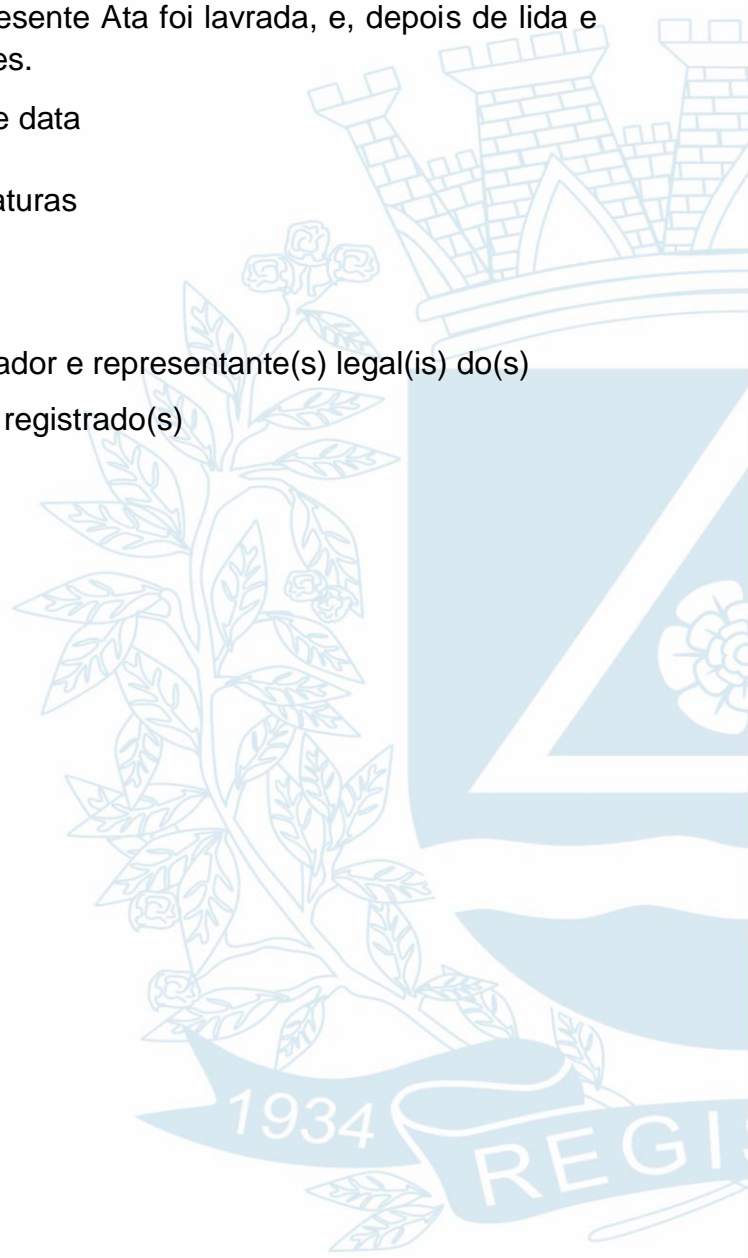 esente Ata foi lavrada, e, depois de lida e
es.
e data
aturas
ador e representante(s) legal(is) do(s)
registrado(s)
1934
REGIS